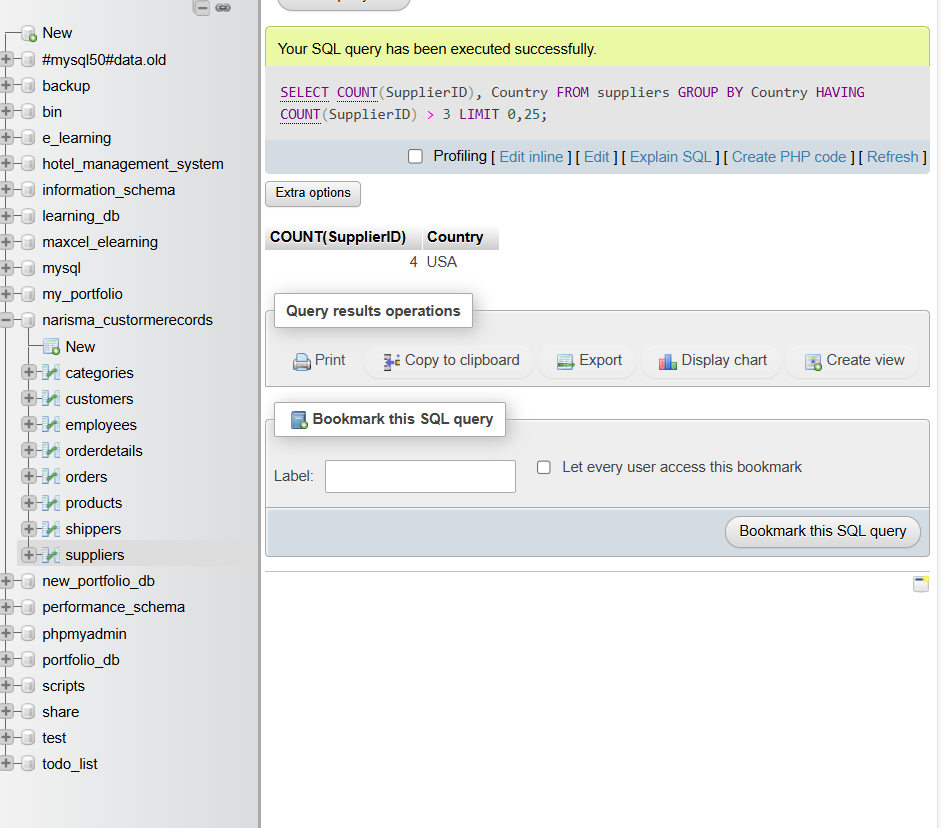 New
#mysql50#data.old
backup
bin
e_learning
hotel_management_system
information_schema
learning_db
maxcel_elearning
mysql
my_portfolio
narisma_custormerecords
New
categories
customers
employees
orderdetails
orders
products
shippers
suppliers
new_portfolio_db
performance_schema
phpmyadmin
portfolio_db
scripts
share
test
todo_list
Your SQL query has been executed successfully.
SELECT COUNT(SupplierID), Country FROM suppliers GROUP BY Country HAVING
COUNT(SupplierID) > 3 LIMIT 0,25;
Profiling [ Edit inline ] [ Edit ] [ Explain SQL ] [ Create PHP code ] [ Refresh ]
Extra options
COUNT(SupplierID) Country
4 USA
Query results operations
Print Copy to clipboard Export Display chart Create view
Bookmark this SQL query
Label: Let every user access this bookmark
Bookmark this SQL query